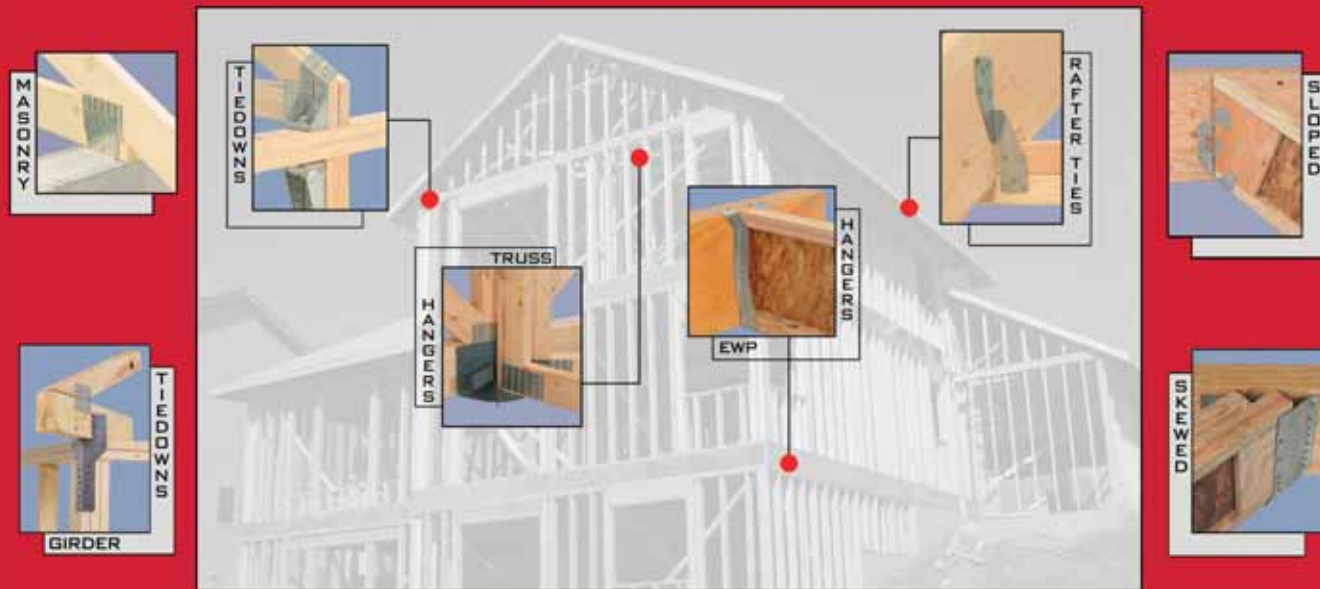 MASONRY
TIEDOWNS
RAFTER TIES
SLOPED
HANGERS
TRUSS
HANGERS
EWP
TIEDOWNS
GIRDER
SKEWED